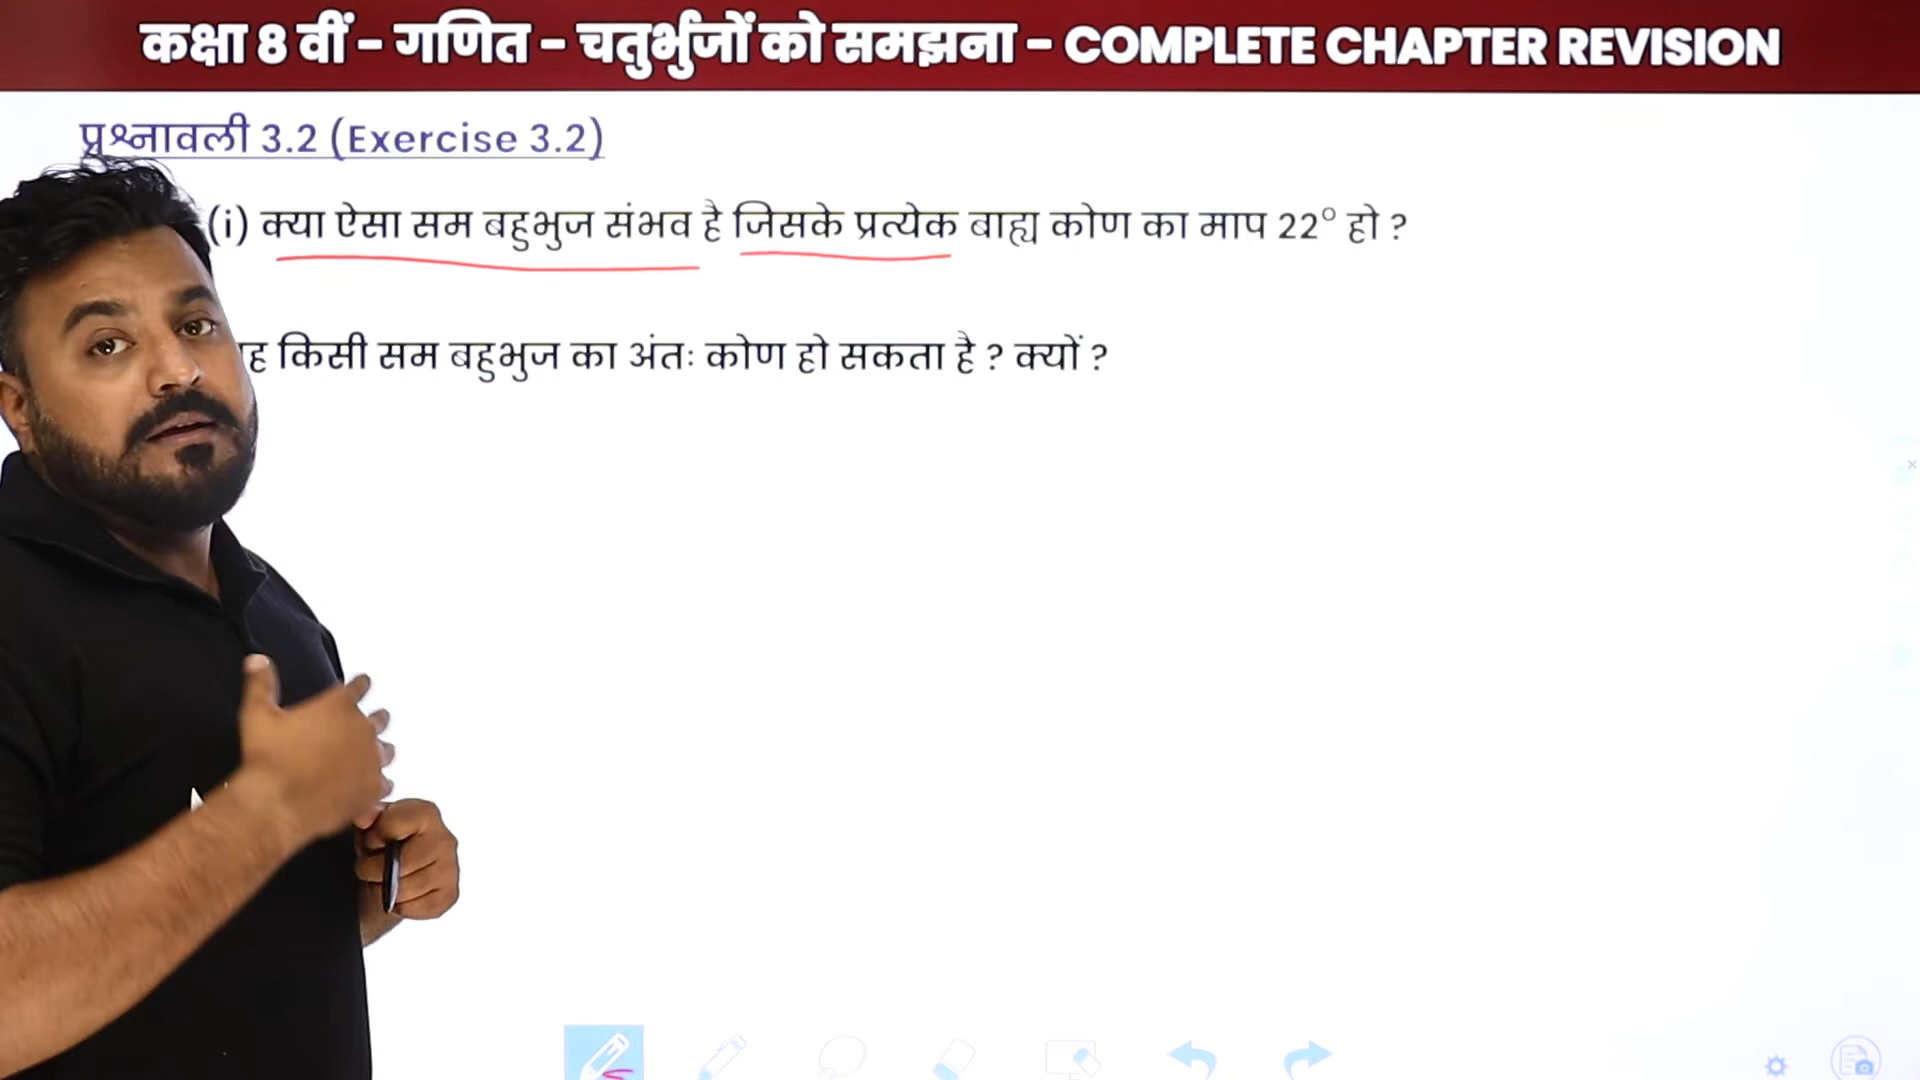 कक्षा 8 वीं - गणित - चतुर्भुजों को समझना - COMPLETE CHAPTER REVISION
प्रश्नावली 3.2 (Exercise 3.2)
(i) क्या ऐसा सम बहुभुज संभव है जिसके प्रत्येक बाह्य कोण का माप 22° हो ?
किसी सम बहुभुज का अंतः कोण हो सकता है ? क्यों ?